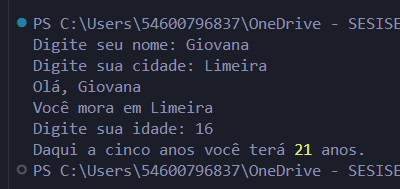 PS C:\Users\54600796837\OneDrive - SESISE
Digite seu nome: Giovana
Digite sua cidade: Limeira
Olá, Giovana
Você mora em Limeira
Digite sua idade: 16
Daqui a cinco anos você terá 21 anos.
PS C:\Users\54600796837\OneDrive - SESISE